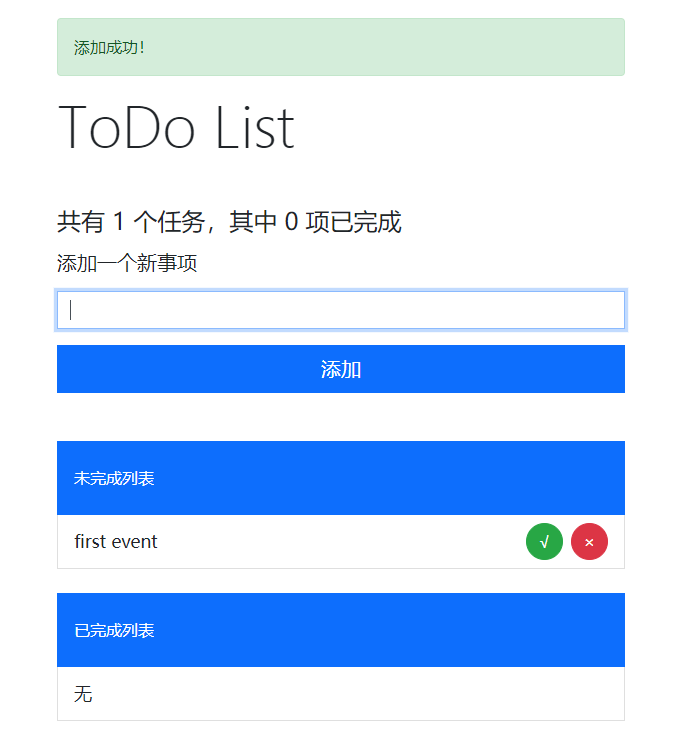 添加成功!
ToDo List
共有 1 个任务，其中 0 项已完成
添加一个新事项
添加
未完成列表
first event √ ×
已完成列表
无